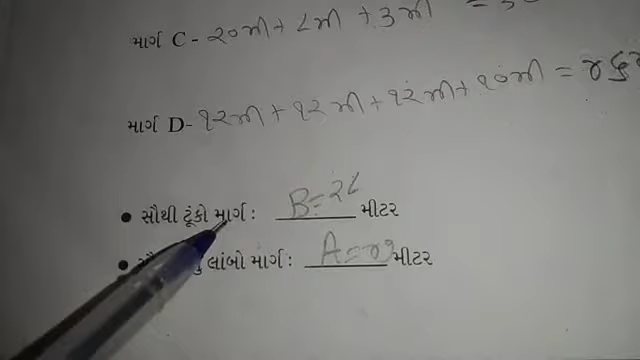 માર્ગ C - ૨૦મી + ૮મી + ૩મી =
માર્ગ D- ૧૨મી + ૧૨મી + ૧૨મી + ૧૦મી = ૪૬
• સૌથી ટૂંકો માર્ગ : B = ૨૮ મીટર
• લાંબો માર્ગ : A = મીટર